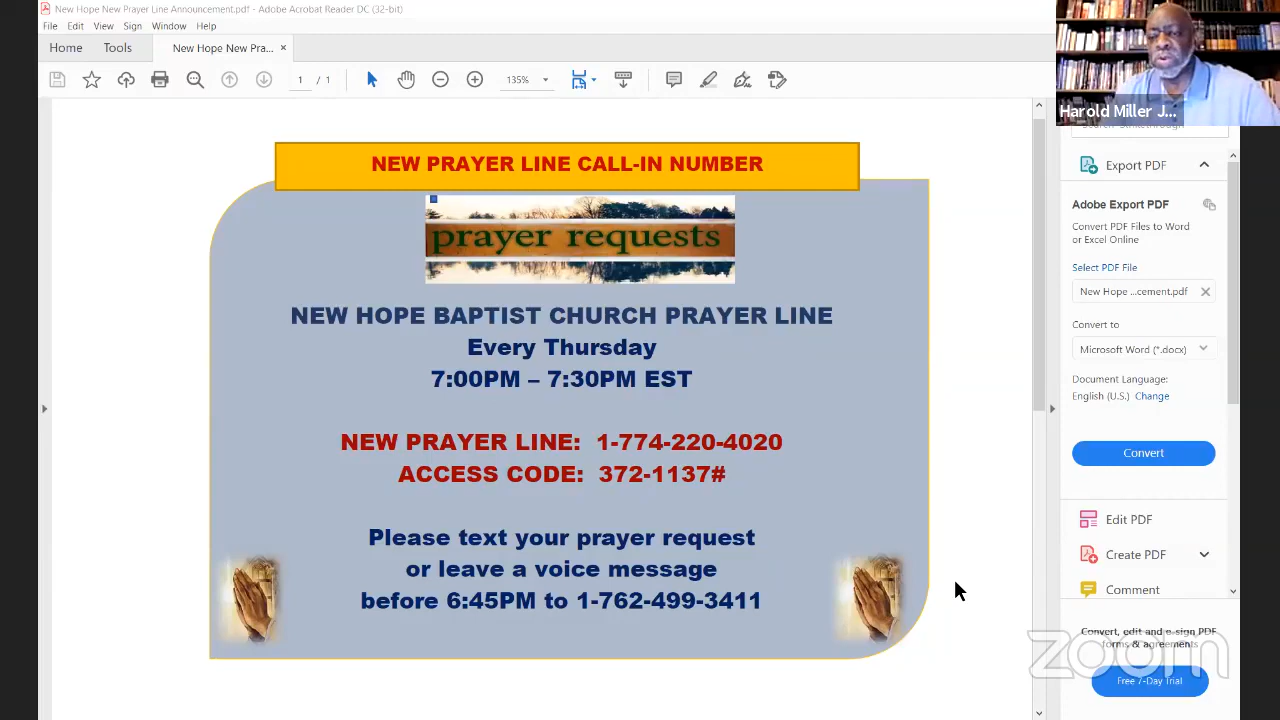 New Hope New Prayer Line Announcement.pdf - Adobe Acrobat Reader DC (32-bit)
File Edit View Sign Window Help
Home Tools New Hope New Pra... ×
1 / 1 135%
Harold Miller J...
NEW PRAYER LINE CALL-IN NUMBER
prayer requests
NEW HOPE BAPTIST CHURCH PRAYER LINE
Every Thursday
7:00PM – 7:30PM EST
NEW PRAYER LINE: 1-774-220-4020
ACCESS CODE: 372-1137#
Please text your prayer request
or leave a voice message
before 6:45PM to 1-762-499-3411
Export PDF
Adobe Export PDF
Convert PDF Files to Word
or Excel Online
Select PDF File
New Hope ...cement.pdf
Convert to
Microsoft Word (*.docx)
Document Language:
English (U.S.) Change
Convert
Edit PDF
Create PDF
Comment
Convert, edit and e-sign PDF
forms & agreements
Free 7-Day Trial
zoom